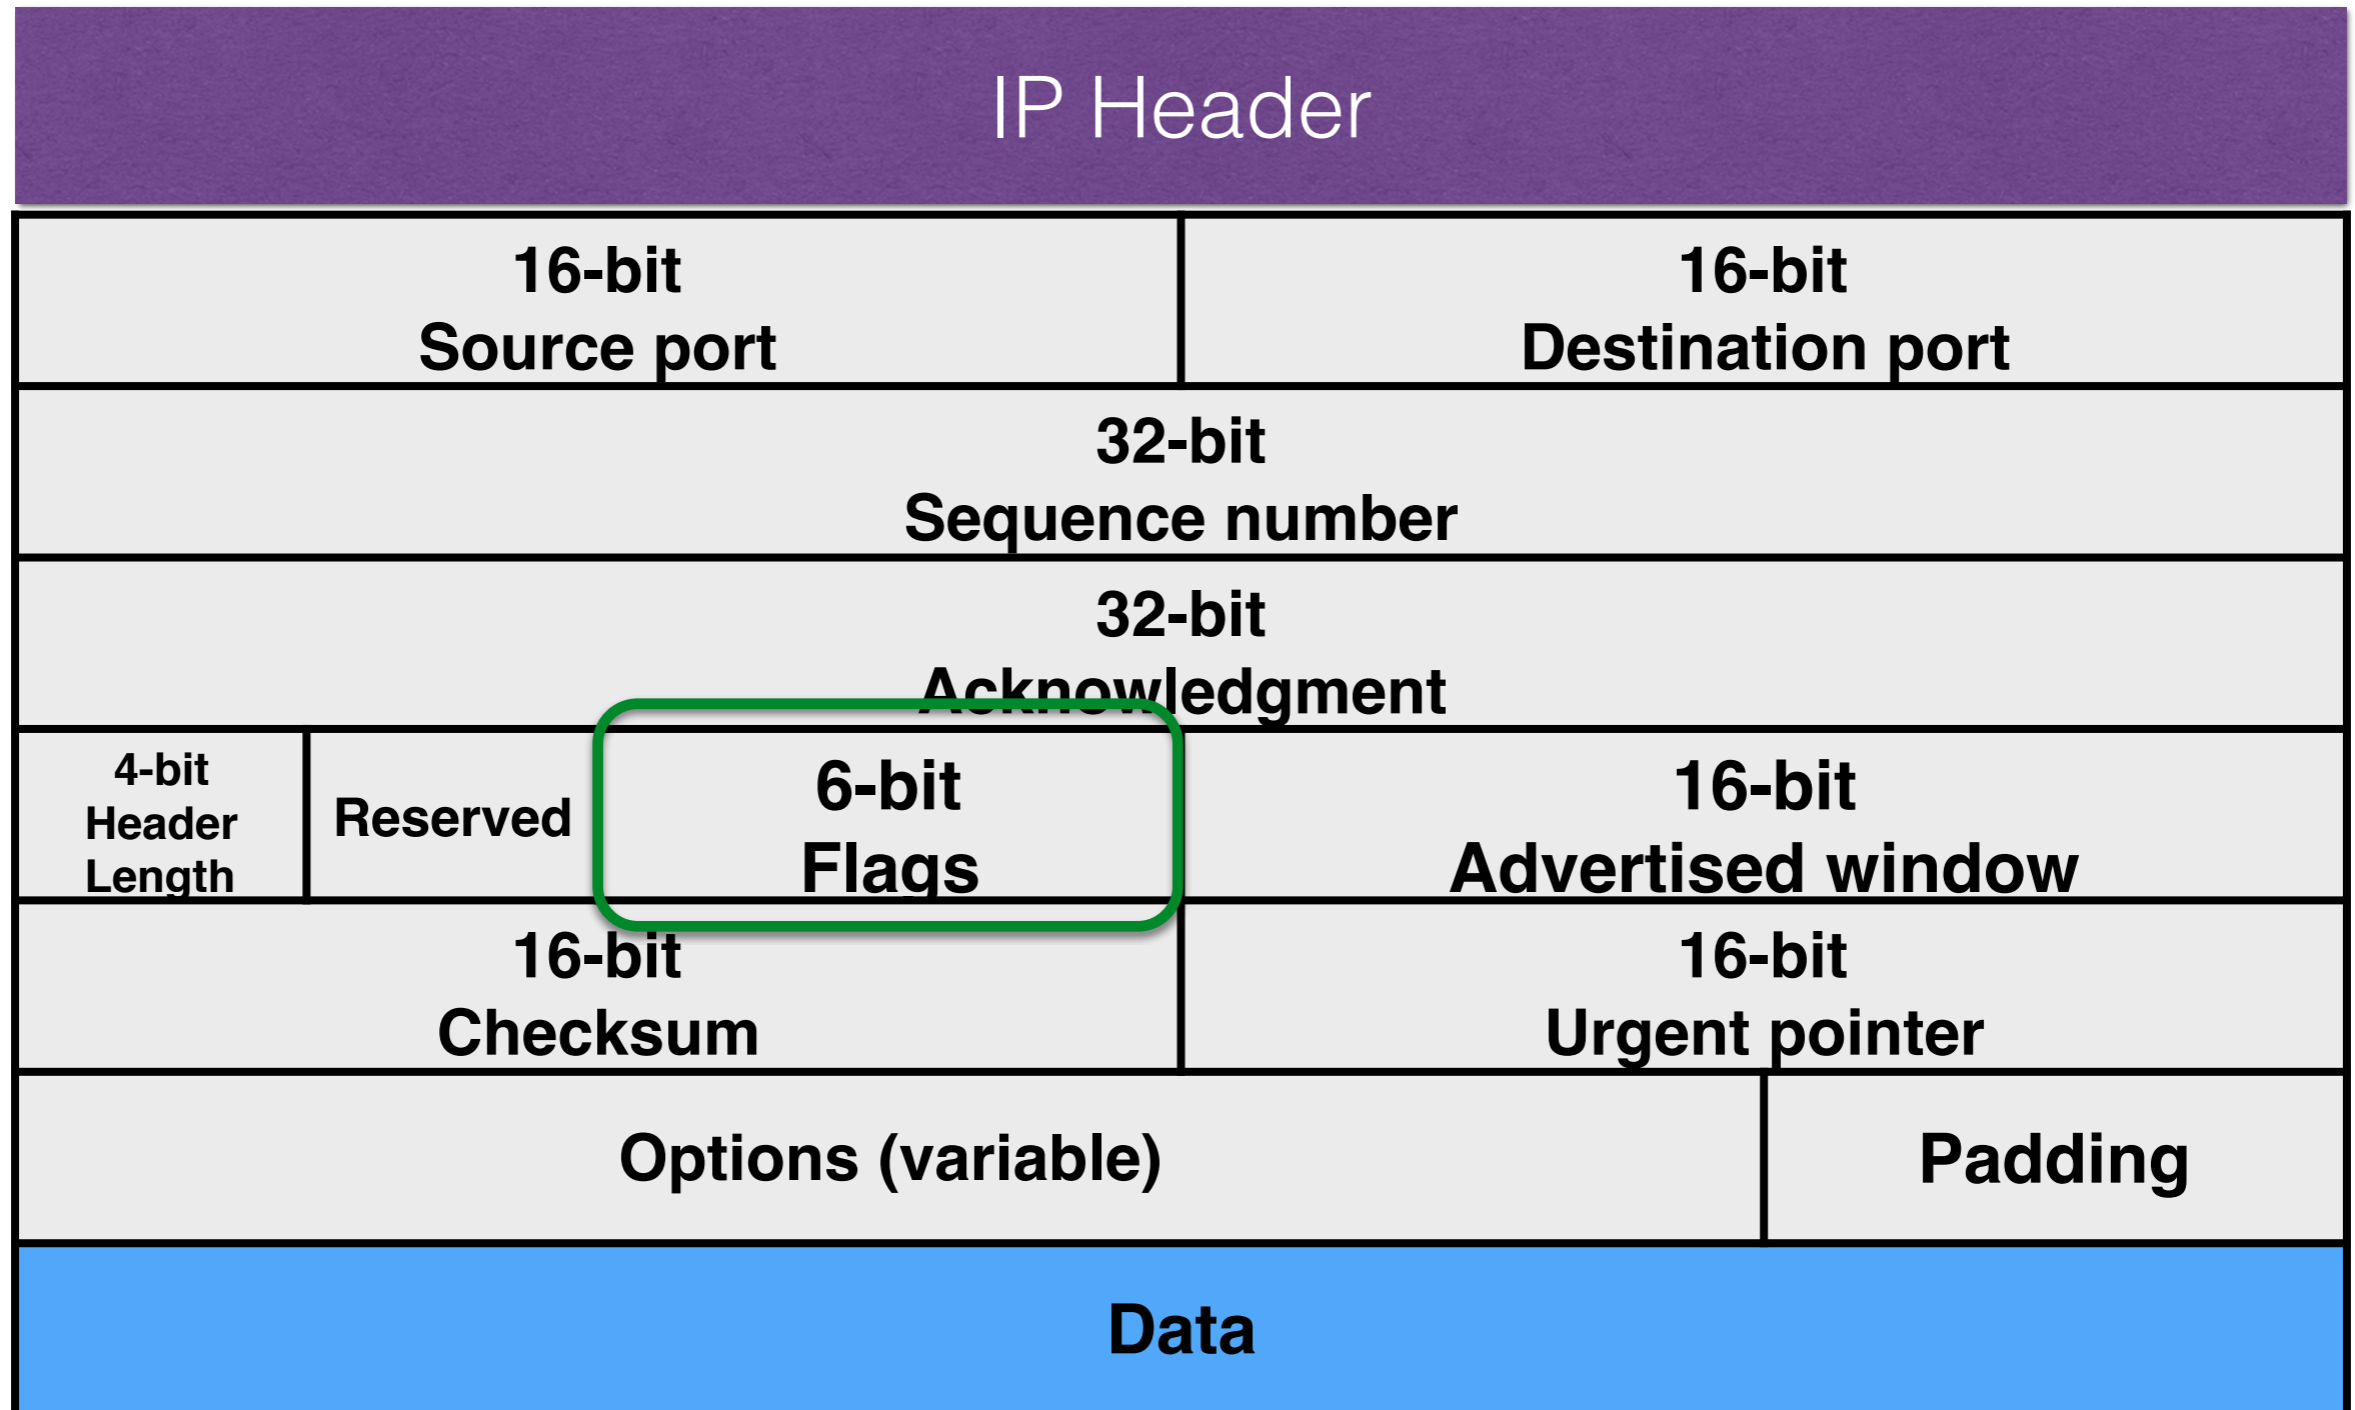 IP Header
16-bit
Source port
16-bit
Destination port
32-bit
Sequence number
32-bit
Acknowledgment
4-bit
Header
Length
Reserved
6-bit
Flags
16-bit
Advertised window
16-bit
Checksum
16-bit
Urgent pointer
Options (variable)
Padding
Data